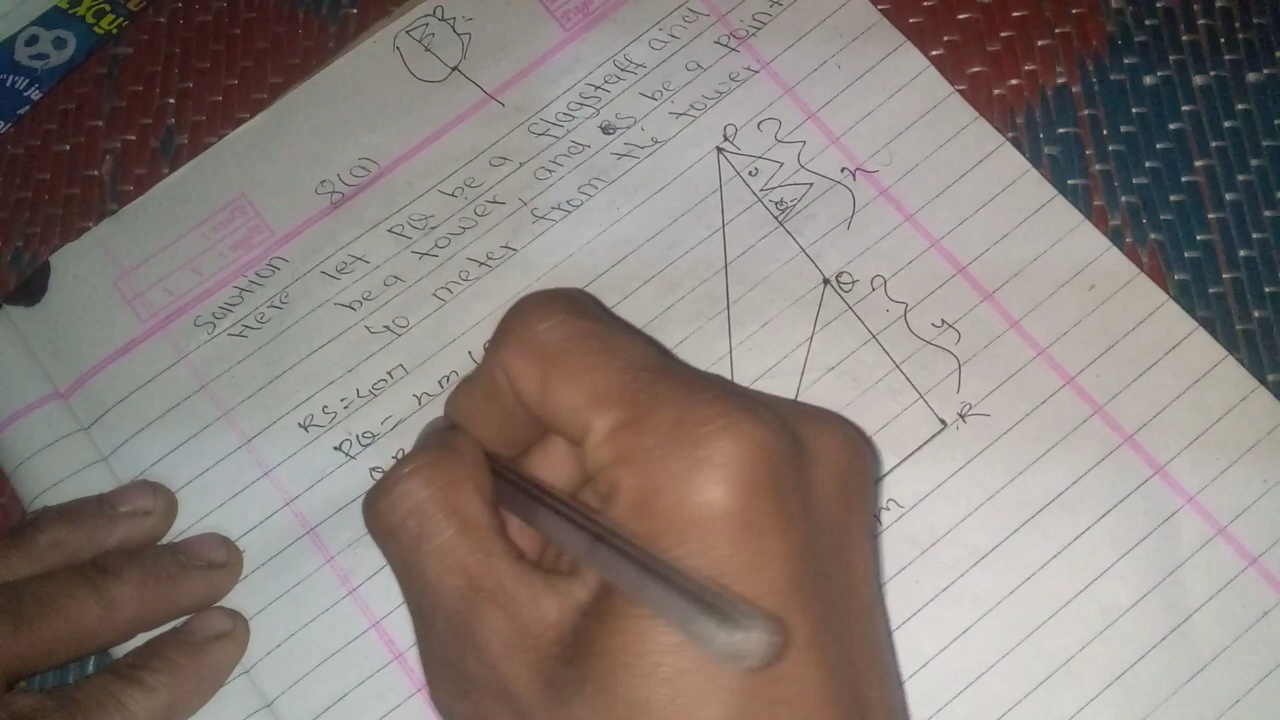 8(a)
Solution
Here let PQ be a flagstaff and
be a tower, and s be a point
40 meter from the tower
RS=40m
PQ= xm
P
x
Q
y
R
m